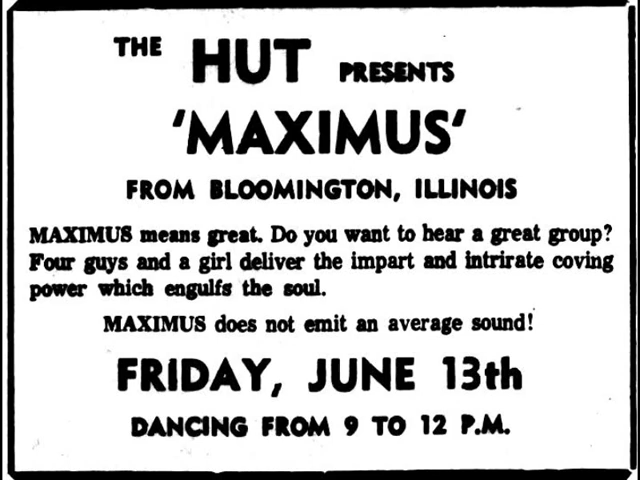 THE HUT PRESENTS
'MAXIMUS'
FROM BLOOMINGTON, ILLINOIS
MAXIMUS means great. Do you want to hear a great group?
Four guys and a girl deliver the impart and intrirate coving
power which engulfs the soul.
MAXIMUS does not emit an average sound!
FRIDAY, JUNE 13th
DANCING FROM 9 TO 12 P.M.